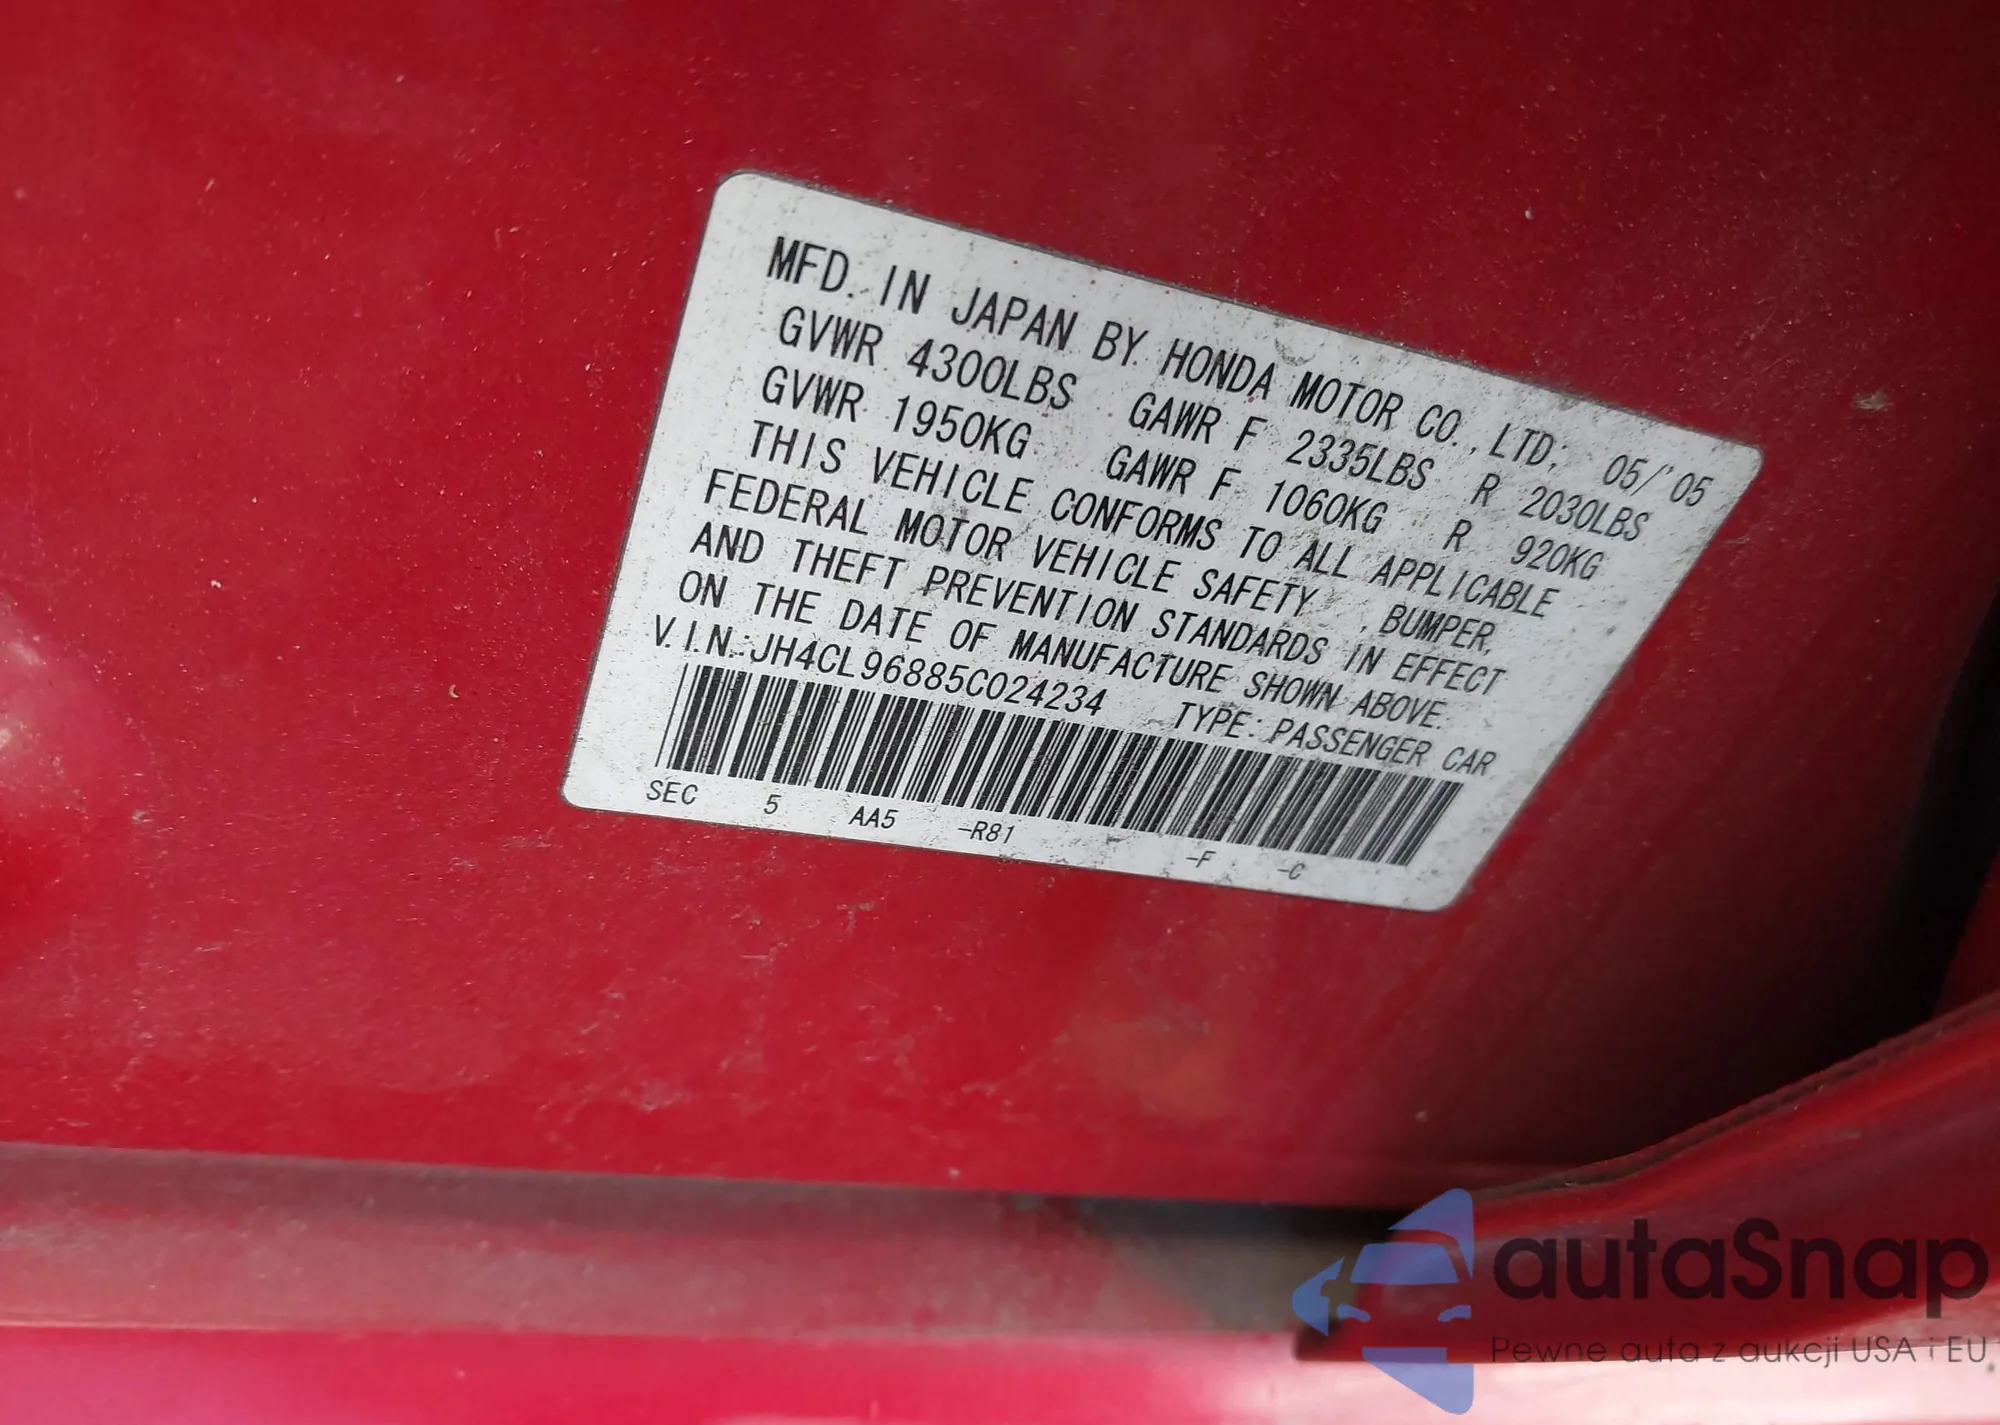 MFD. IN JAPAN BY HONDA MOTOR CO., LTD; 05/'05
GVWR 4300LBS GAWR F 2335LBS R 2030LBS
GVWR 1950KG GAWR F 1060KG R 920KG
THIS VEHICLE CONFORMS TO ALL APPLICABLE
FEDERAL MOTOR VEHICLE SAFETY, BUMPER,
AND THEFT PREVENTION STANDARDS IN EFFECT
ON THE DATE OF MANUFACTURE SHOWN ABOVE.
V.I.N.:JH4CL96885C024234 TYPE: PASSENGER CAR
SEC 5 AA5 -R81 -F -C
autaSnap
Pewne auta z aukcji USA i EU